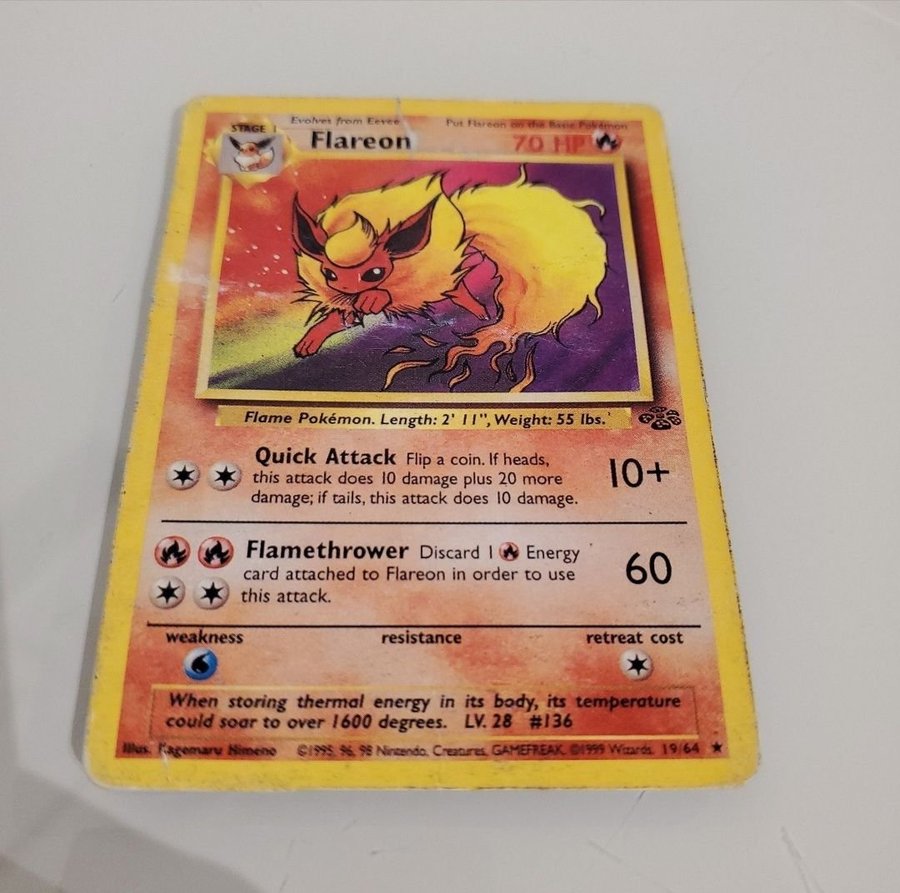 Evolves from Eevee Put Flareon on the Basic Pokémon
STAGE 1 Flareon 70 HP
Flame Pokémon. Length: 2' 11", Weight: 55 lbs.
Quick Attack Flip a coin. If heads,
this attack does 10 damage plus 20 more
damage; if tails, this attack does 10 damage.
10+
Flamethrower Discard 1 Energy
card attached to Flareon in order to use
this attack.
60
weakness resistance retreat cost
When storing thermal energy in its body, its temperature
could soar to over 1600 degrees. LV. 28 #136
Illus. Kagemaru Himeno ©1995, 96, 98 Nintendo, Creatures, GAMEFREAK. ©1999 Wizards. 19/64 ★